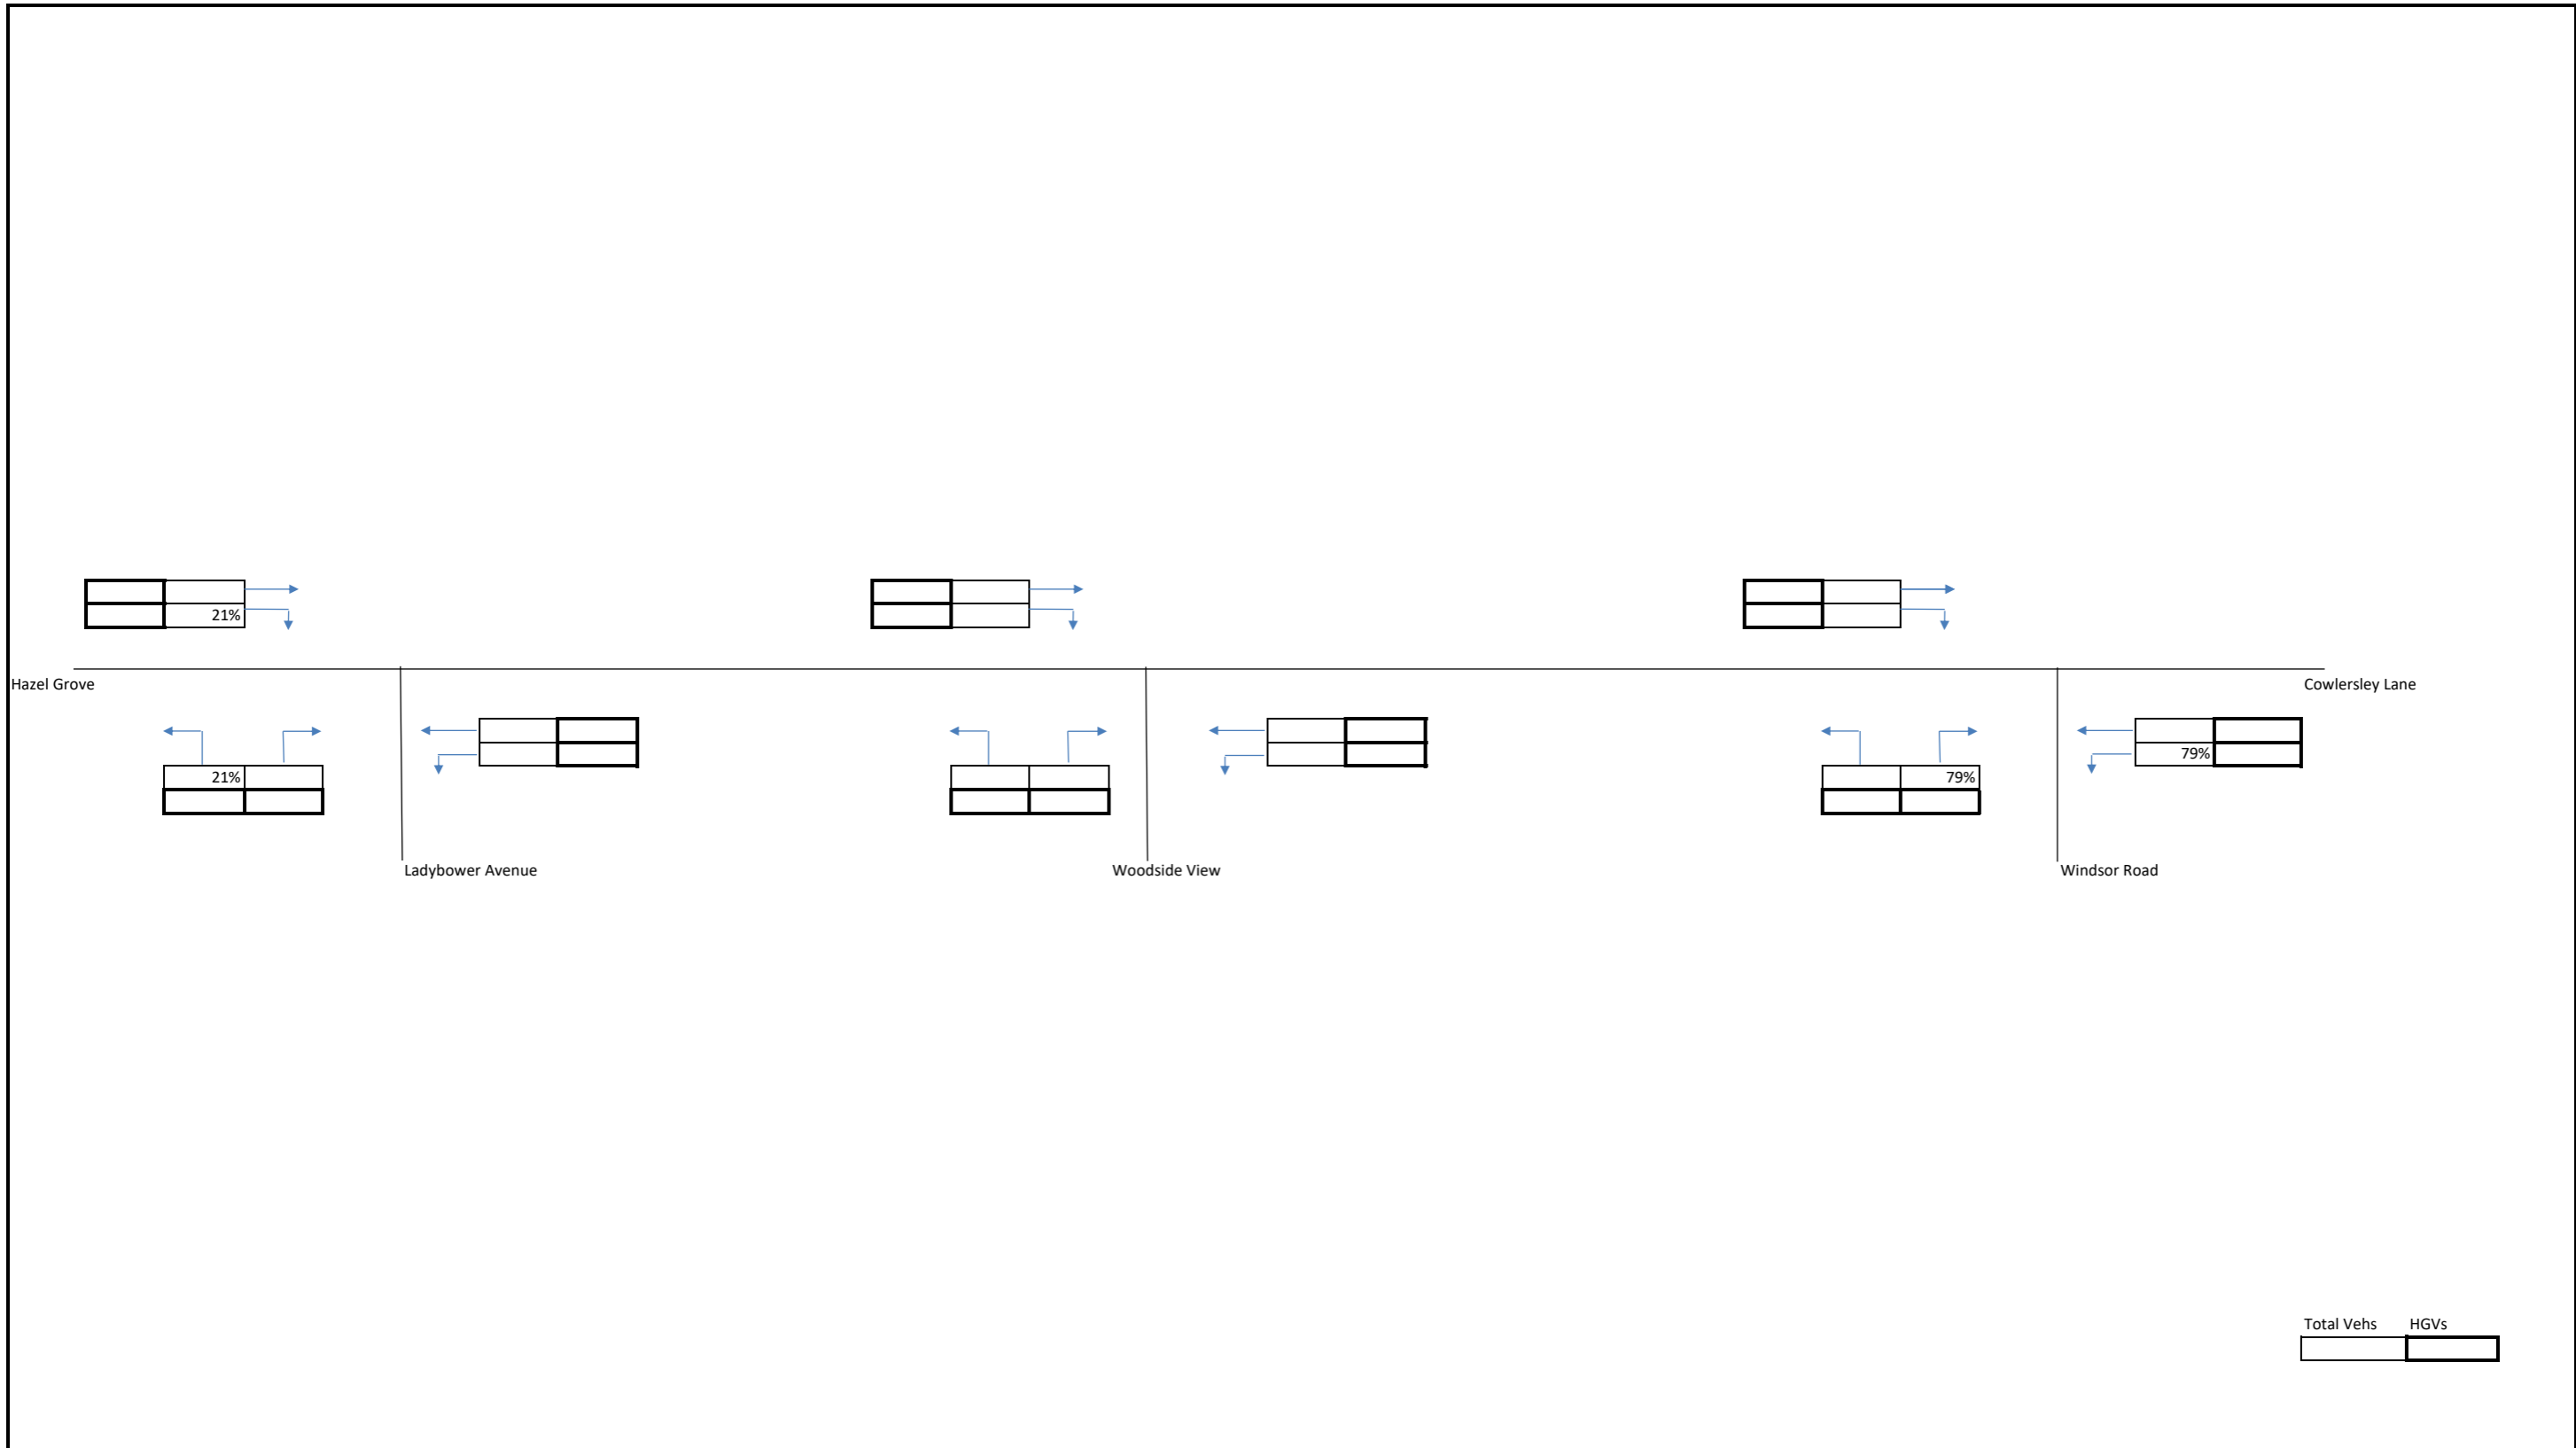 21%
Hazel Grove
Cowlersley Lane
79%
21%
79%
Ladybower Avenue
Woodside View
Windsor Road
Total Vehs HGVs